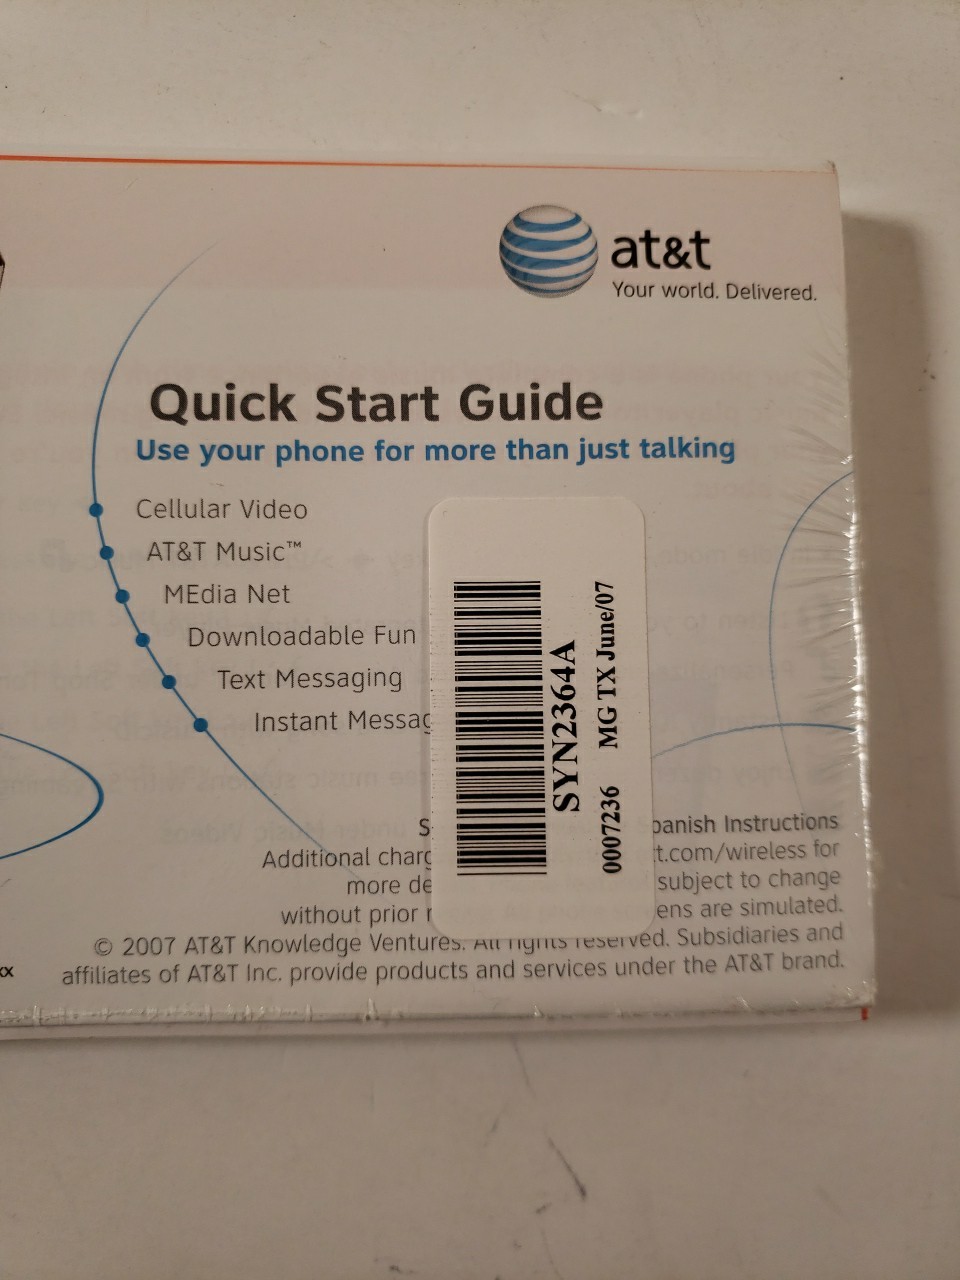 at&t
Your world. Delivered.
Quick Start Guide
Use your phone for more than just talking
Cellular Video
AT&T Music™
MEdia Net
Downloadable Fun
Text Messaging
Instant Messag
SYN2364A
0007236 MG TX June/07
S panish Instructions
Additional charg t.com/wireless for
more de subject to change
without prior ens are simulated.
© 2007 AT&T Knowledge Ventures. All rights reserved. Subsidiaries and
affiliates of AT&T Inc. provide products and services under the AT&T brand.